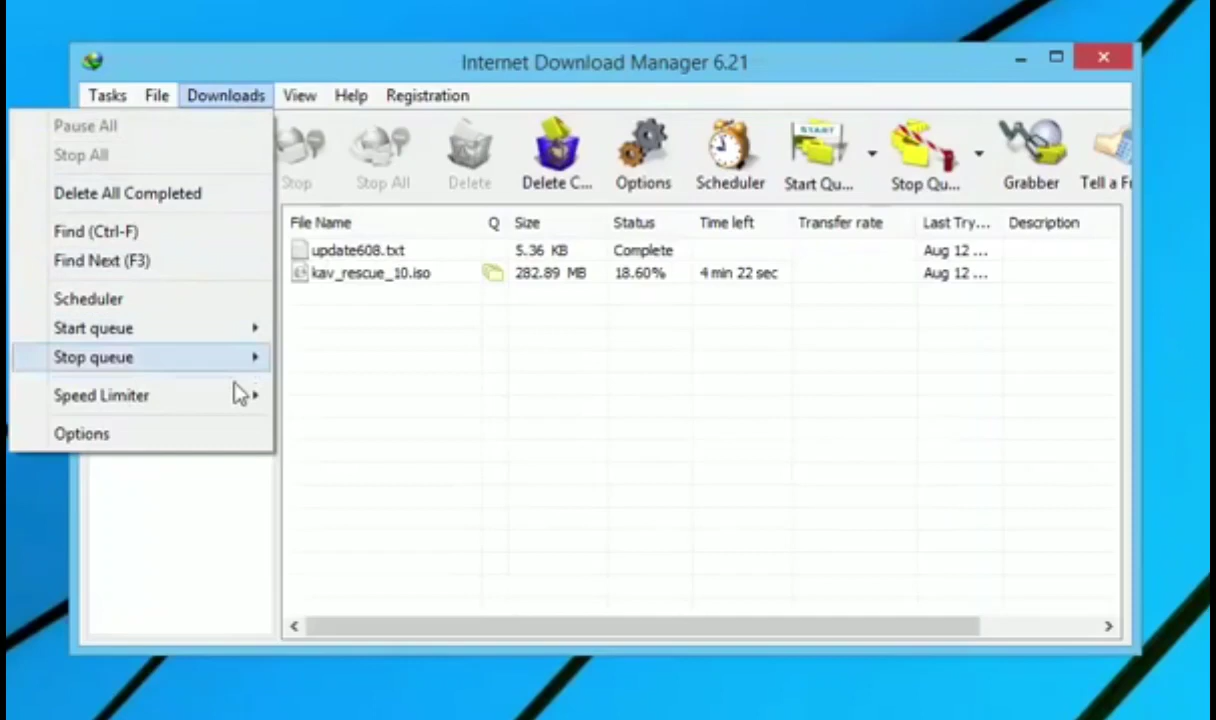 Internet Download Manager 6.21
Tasks File Downloads View Help Registration
Pause All
Stop All
Delete All Completed
Find (Ctrl-F)
Find Next (F3)
Scheduler
Start queue
Stop queue
Speed Limiter
Options
Stop Stop All Delete Delete C... Options Scheduler START Start Qu... Stop Qu... Grabber Tell a Fr
File Name Q Size Status Time left Transfer rate Last Try... Description
update608.txt 5.36 KB Complete Aug 12 ...
kav_rescue_10.iso 282.89 MB 18.60% 4 min 22 sec Aug 12 ...